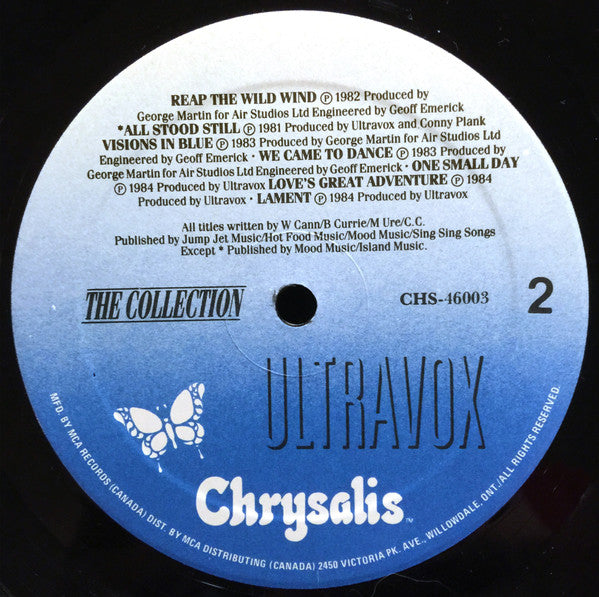 REAP THE WILD WIND ℗ 1982 Produced by
George Martin for Air Studios Ltd Engineered by Geoff Emerick
*ALL STOOD STILL ℗ 1981 Produced by Ultravox and Conny Plank
VISIONS IN BLUE ℗ 1983 Produced by George Martin for Air Studios Ltd
Engineered by Geoff Emerick · WE CAME TO DANCE ℗ 1983 Produced by
George Martin for Air Studios Ltd Engineered by Geoff Emerick · ONE SMALL DAY
℗ 1984 Produced by Ultravox LOVE'S GREAT ADVENTURE ℗ 1984
Produced by Ultravox · LAMENT ℗ 1984 Produced by Ultravox
All titles written by W Cann/B Currie/M Ure/C.C.
Published by Jump Jet Music/Hot Food Music/Mood Music/Sing Sing Songs
Except * Published by Mood Music/Island Music.
THE COLLECTION
CHS-46003
2
ULTRAVOX
Chrysalis™
MFD. BY MCA RECORDS (CANADA) DIST. BY MCA DISTRIBUTING (CANADA) 2450 VICTORIA PK. AVE., WILLOWDALE, ONT./ALL RIGHTS RESERVED.